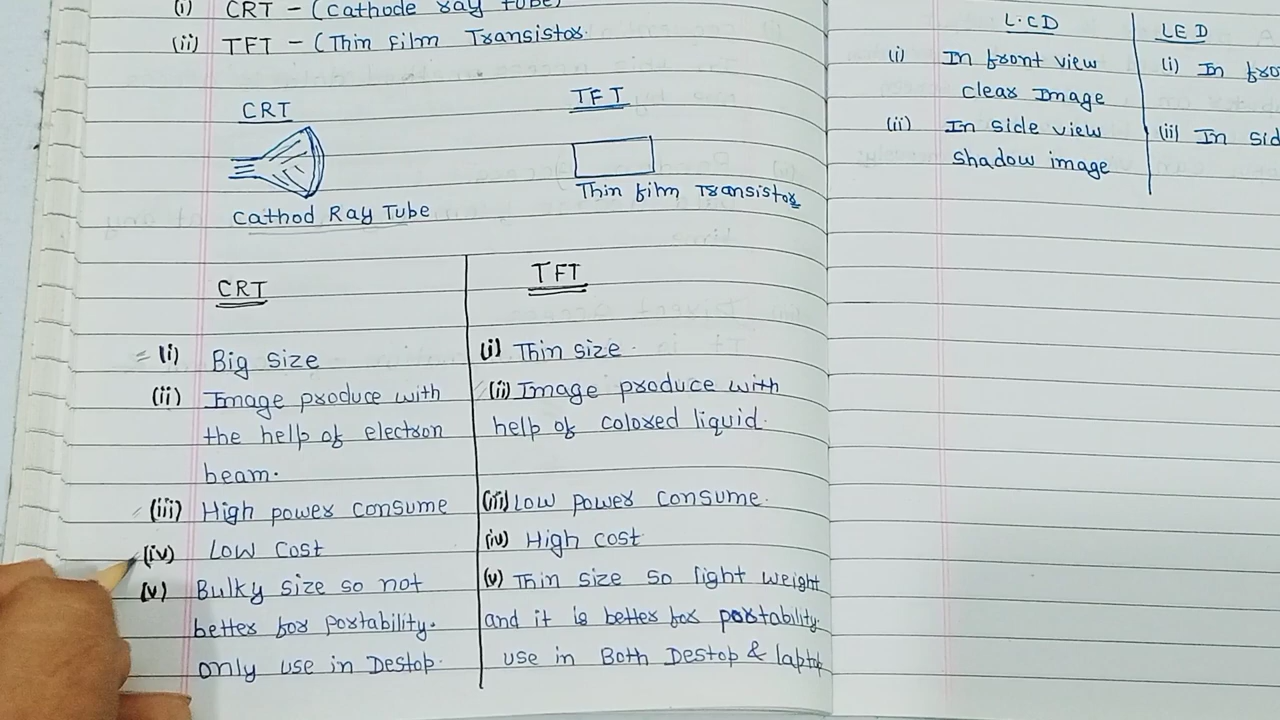 (i) CRT - (Cathode ray tube)
(ii) TFT - (Thin film Transistor.
CRT
TFT
Cathod Ray Tube
Thin film Transistor
CRT
TFT
(i) Big size
(i) Thin size.
(ii) Image produce with
the help of electron
beam.
(ii) Image produce with
help of colored liquid.
(iii) High power consume
(iii) Low power consume.
(iv) Low cost
(iv) High cost
(v) Bulky size so not
better for portability.
only use in Destop.
(v) Thin size so light weight
and it is better for portability.
use in Both Destop & laptop
L.CD
LED
(i) In front view
clear Image
(i) In fro
(ii) In side view
shadow image
(ii) In sid